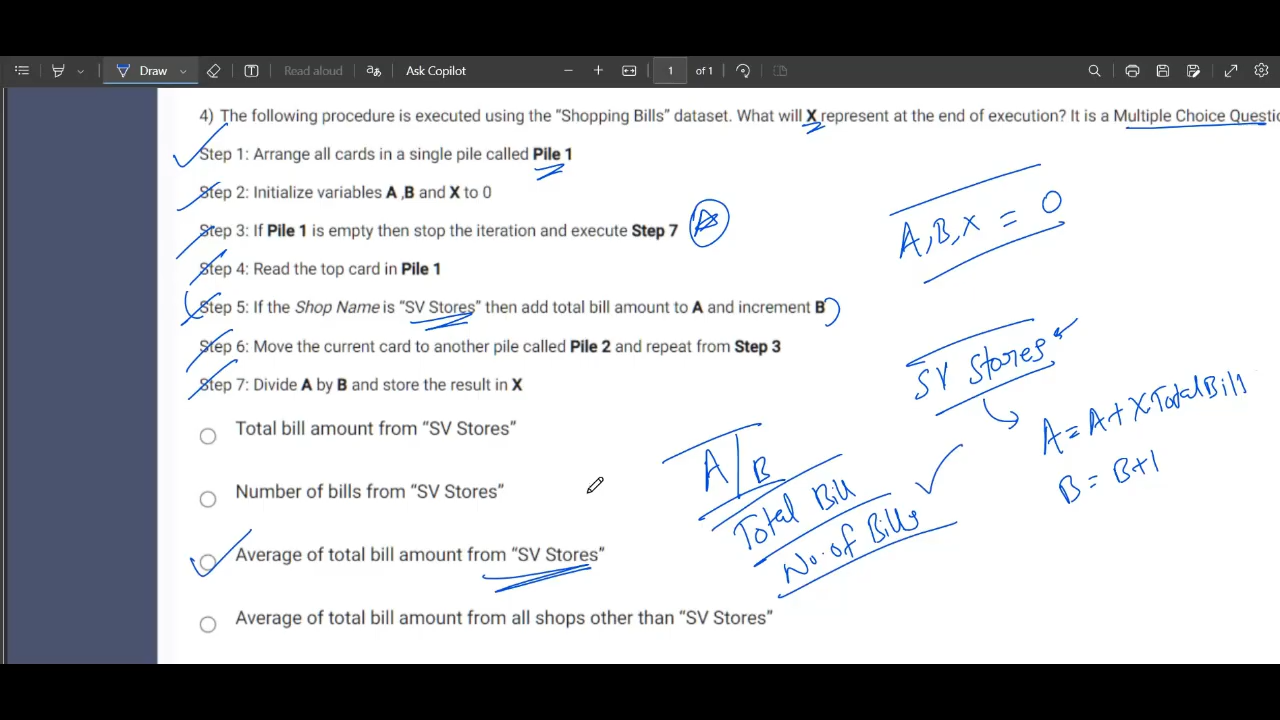 Draw
Read aloud
aあ
Ask Copilot
1
of 1
4) The following procedure is executed using the "Shopping Bills" dataset. What will X represent at the end of execution? It is a Multiple Choice Questi
Step 1: Arrange all cards in a single pile called Pile 1
Step 2: Initialize variables A ,B and X to 0
Step 3: If Pile 1 is empty then stop the iteration and execute Step 7
Step 4: Read the top card in Pile 1
Step 5: If the Shop Name is "SV Stores" then add total bill amount to A and increment B
Step 6: Move the current card to another pile called Pile 2 and repeat from Step 3
Step 7: Divide A by B and store the result in X
Total bill amount from "SV Stores"
Number of bills from "SV Stores"
Average of total bill amount from "SV Stores"
Average of total bill amount from all shops other than "SV Stores"
A, B, X = 0
SV Stores
A = A + X TotalBill
B = B+1
A | B
Total Bill
No. of Bills